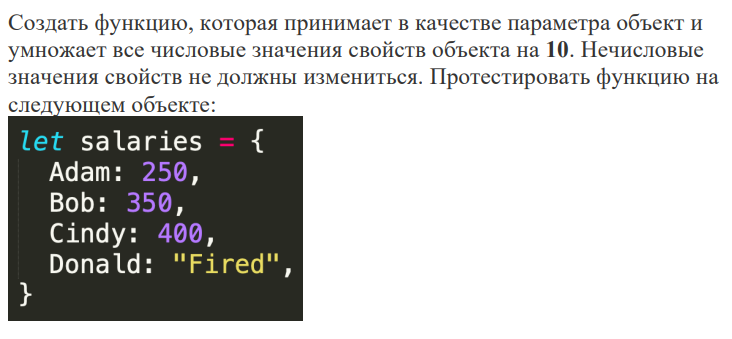 Создать функцию, которая принимает в качестве параметра объект и
умножает все числовые значения свойств объекта на 10. Нечисловые
значения свойств не должны измениться. Протестировать функцию на
следующем объекте:
let salaries = {
  Adam: 250,
  Bob: 350,
  Cindy: 400,
  Donald: "Fired",
}